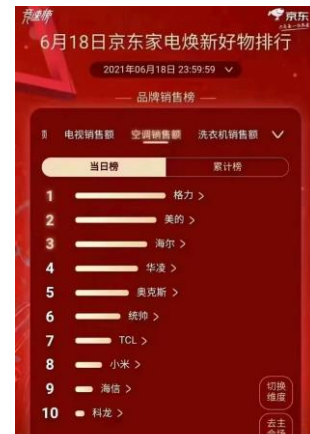 京东
6月18日京东家电焕新好物排行
2021年06月18日 23:59:59
品牌销售榜
电视销售额 空调销售额 洗衣机销售额
当日榜 累计榜
1 格力 >
2 美的 >
3 海尔 >
4 华凌 >
5 奥克斯 >
6 统帅 >
7 TCL >
8 小米 >
9 海信 >
10 科龙 >
切换
维度
去主
会场